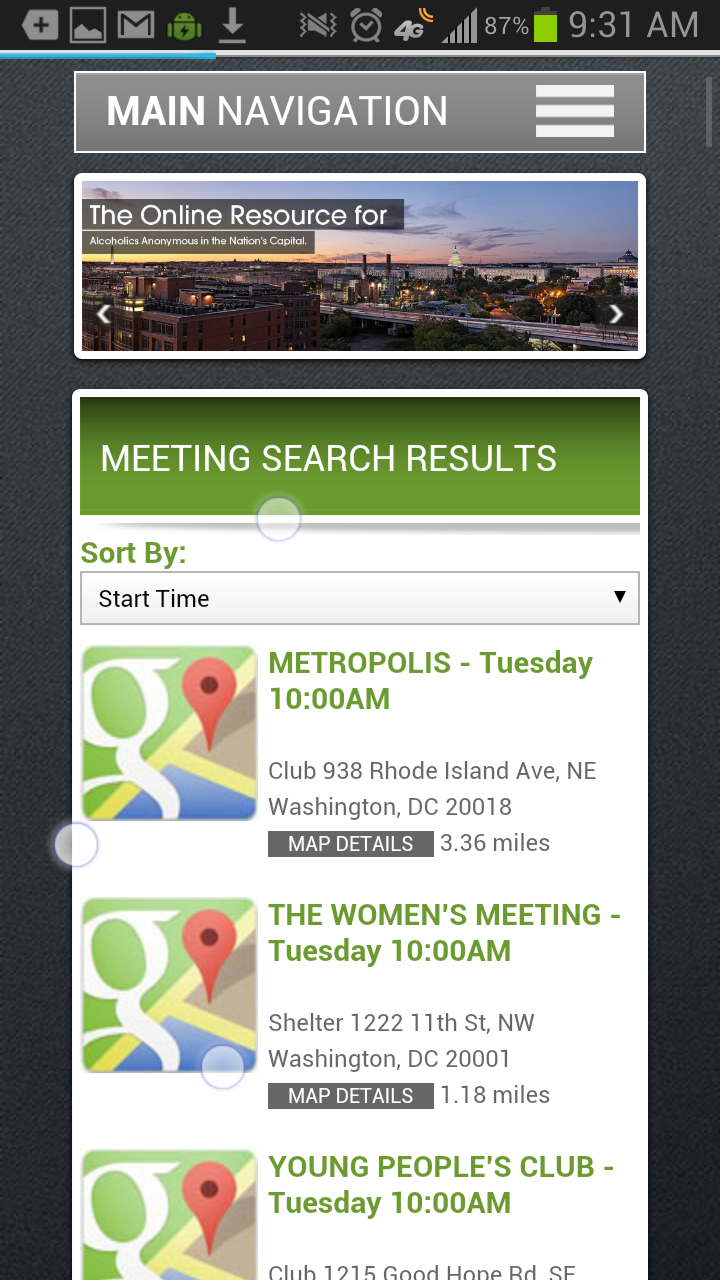 87% 9:31 AM
MAIN NAVIGATION
The Online Resource for
Alcoholics Anonymous in the Nation's Capital.
MEETING SEARCH RESULTS
Sort By:
Start Time
METROPOLIS - Tuesday
10:00AM
Club 938 Rhode Island Ave, NE
Washington, DC 20018
MAP DETAILS 3.36 miles
THE WOMEN'S MEETING -
Tuesday 10:00AM
Shelter 1222 11th St, NW
Washington, DC 20001
MAP DETAILS 1.18 miles
YOUNG PEOPLE'S CLUB -
Tuesday 10:00AM
Club 1215 Good Hope Rd, SE